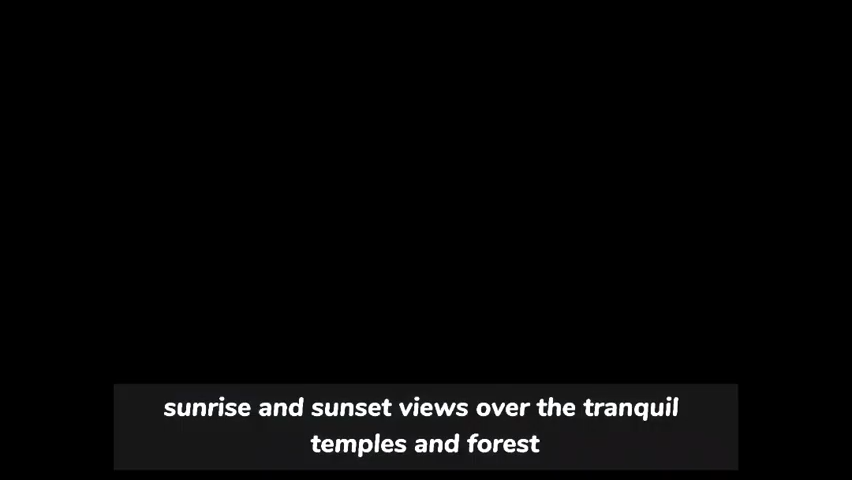 sunrise and sunset views over the tranquil
temples and forest